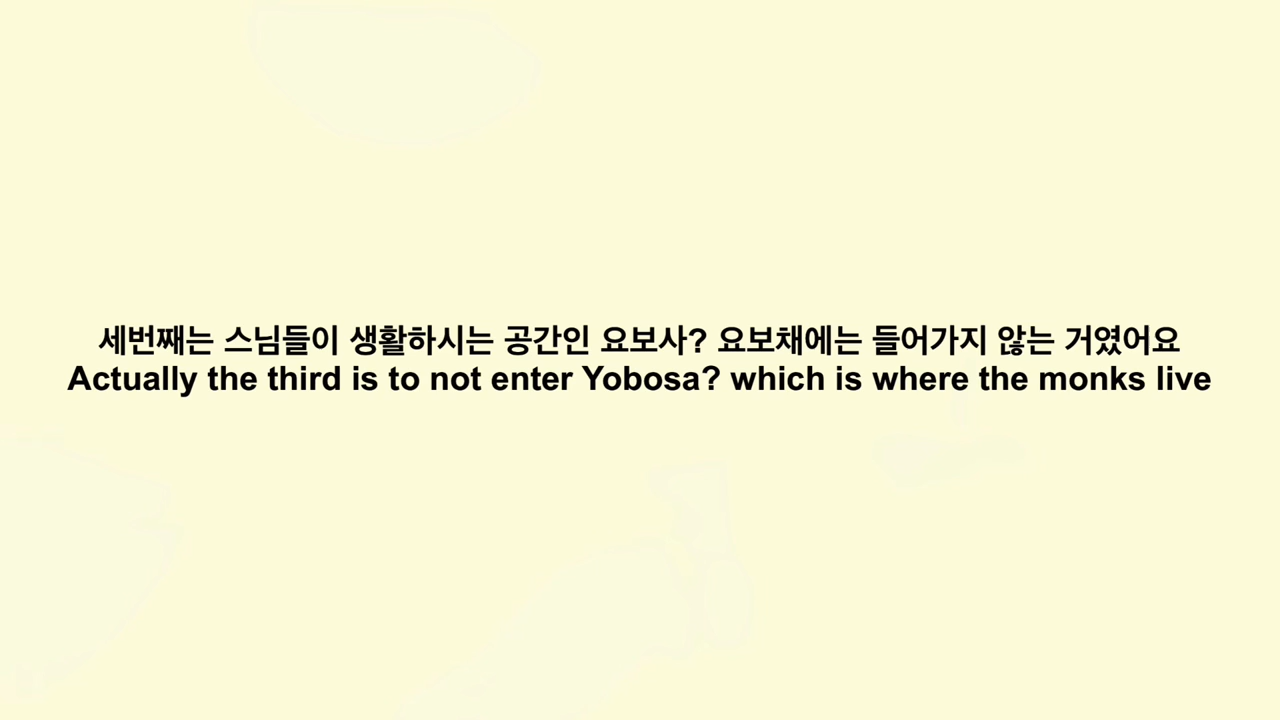 세번째는 스님들이 생활하시는 공간인 요보사? 요보채에는 들어가지 않는 거였어요
Actually the third is to not enter Yobosa? which is where the monks live